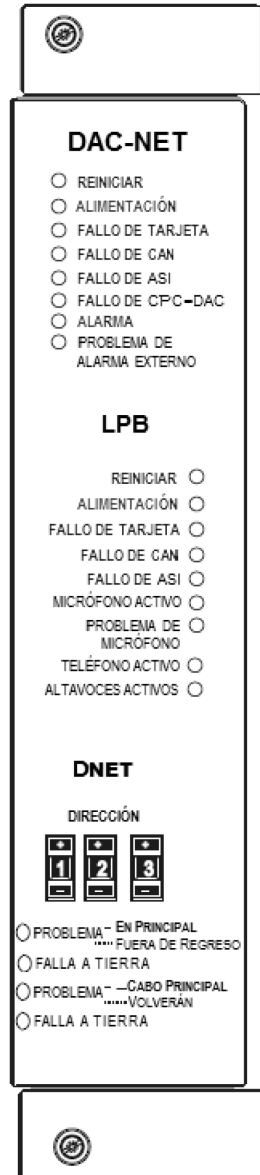 DAC-NET
REINICIAR
ALIMENTACIÓN
FALLO DE TARJETA
FALLO DE CAN
FALLO DE ASI
FALLO DE CPC-DAC
ALARMA
PROBLEMA DE
ALARMA EXTERNO
LPB
REINICIAR
ALIMENTACIÓN
FALLO DE TARJETA
FALLO DE CAN
FALLO DE ASI
MICRÓFONO ACTIVO
PROBLEMA DE
MICRÓFONO
TELÉFONO ACTIVO
ALTAVOCES ACTIVOS
DNET
DIRECCIÓN
+ + +
1 2 3
- - -
PROBLEMA - EN PRINCIPAL
..... FUERA DE REGRESO
FALLA A TIERRA
PROBLEMA - —CABO PRINCIPAL
......VOLVERÁN
FALLA A TIERRA